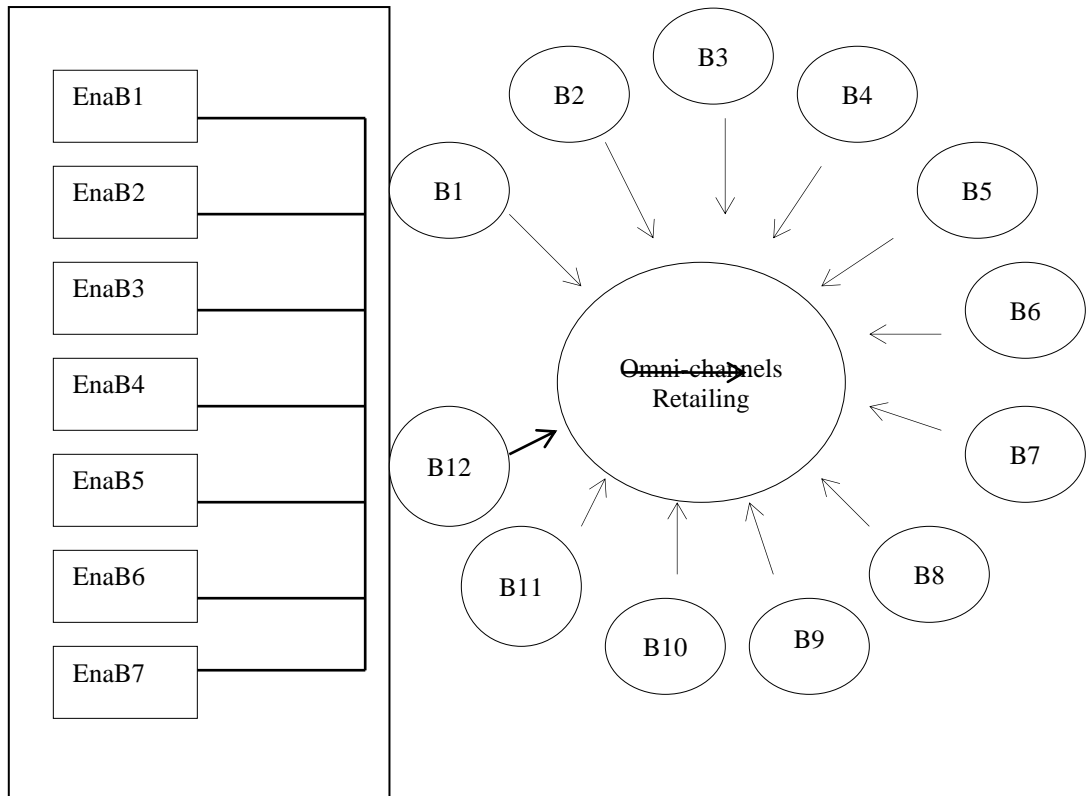 EnaB1
EnaB2
EnaB3
EnaB4
EnaB5
EnaB6
EnaB7
B1
B2
B3
B4
B5
B6
B7
B8
B9
B10
B11
B12
Omni-channels
Retailing